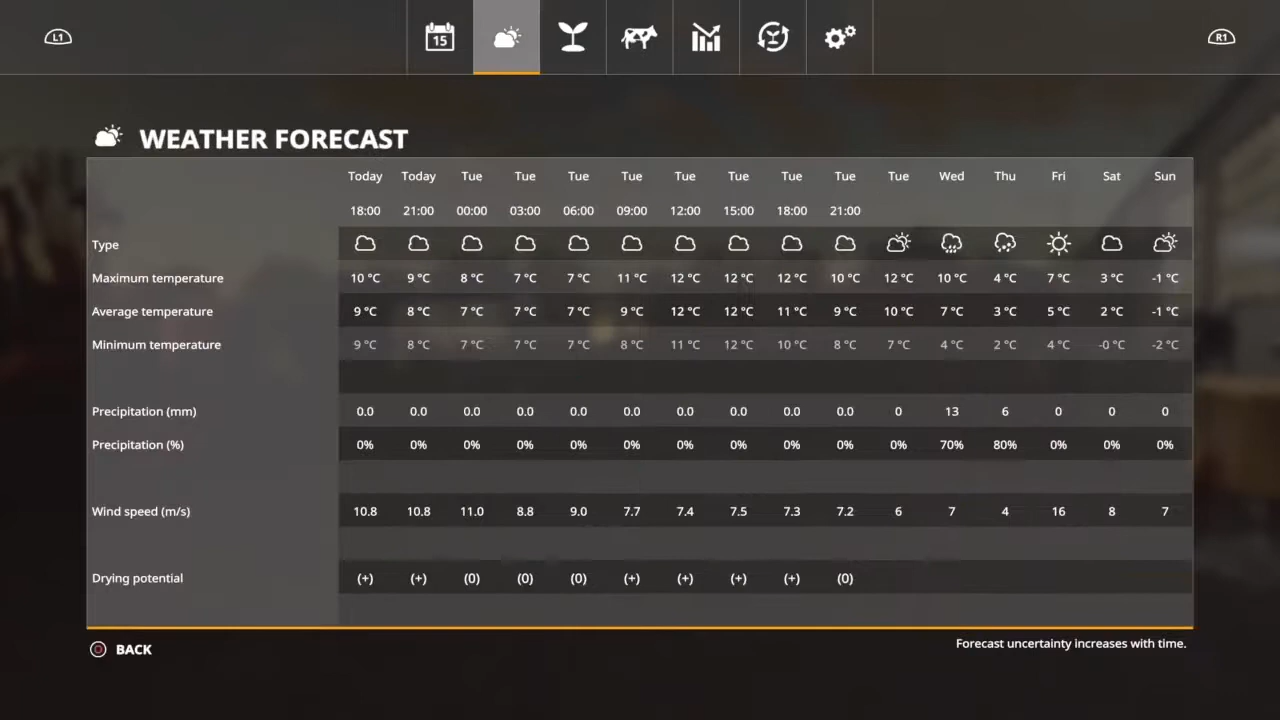 L1
15
R1
WEATHER FORECAST
Today Today Tue Tue Tue Tue Tue Tue Tue Tue Tue Wed Thu Fri Sat Sun
18:00 21:00 00:00 03:00 06:00 09:00 12:00 15:00 18:00 21:00
Type
Maximum temperature 10 °C 9 °C 8 °C 7 °C 7 °C 11 °C 12 °C 12 °C 12 °C 10 °C 12 °C 10 °C 4 °C 7 °C 3 °C -1 °C
Average temperature 9 °C 8 °C 7 °C 7 °C 7 °C 9 °C 12 °C 12 °C 11 °C 9 °C 10 °C 7 °C 3 °C 5 °C 2 °C -1 °C
Minimum temperature 9 °C 8 °C 7 °C 7 °C 7 °C 8 °C 11 °C 12 °C 10 °C 8 °C 7 °C 4 °C 2 °C 4 °C -0 °C -2 °C
Precipitation (mm) 0.0 0.0 0.0 0.0 0.0 0.0 0.0 0.0 0.0 0.0 0 13 6 0 0 0
Precipitation (%) 0% 0% 0% 0% 0% 0% 0% 0% 0% 0% 0% 70% 80% 0% 0% 0%
Wind speed (m/s) 10.8 10.8 11.0 8.8 9.0 7.7 7.4 7.5 7.3 7.2 6 7 4 16 8 7
Drying potential (+) (+) (0) (0) (0) (+) (+) (+) (+) (0)
BACK
Forecast uncertainty increases with time.